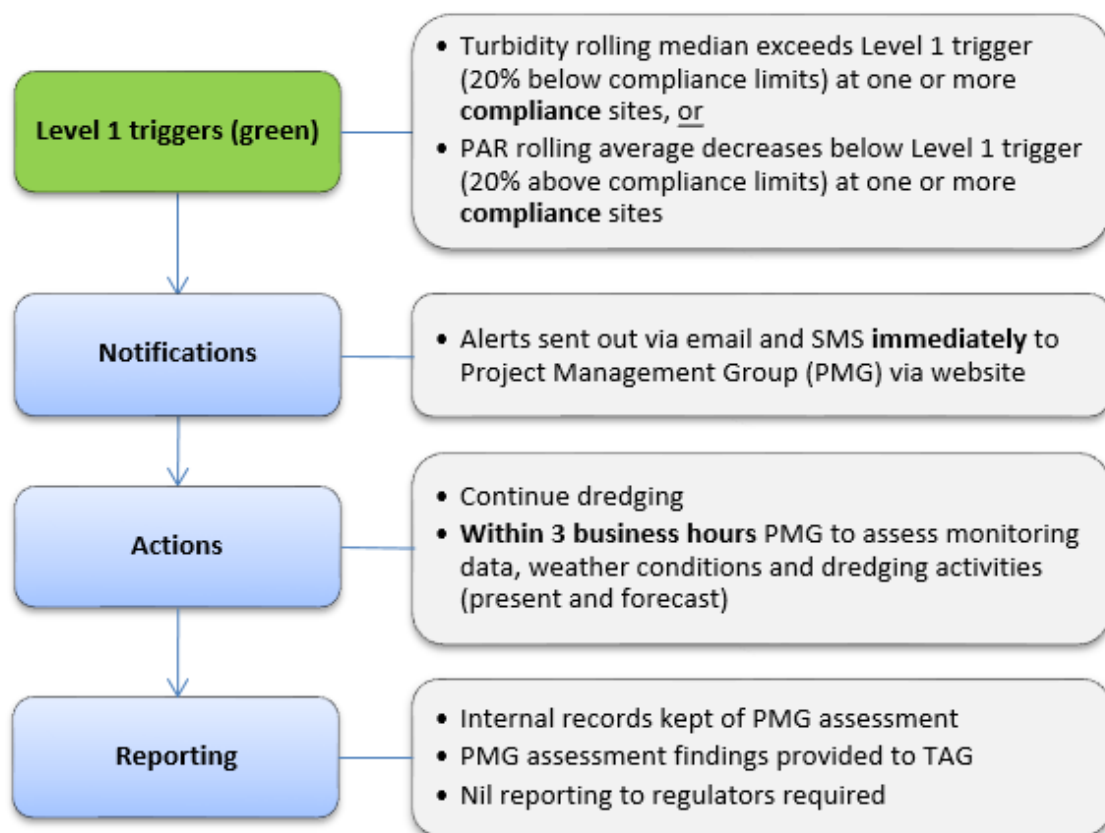 Level 1 triggers (green)
• Turbidity rolling median exceeds Level 1 trigger
(20% below compliance limits) at one or more
compliance sites, or
• PAR rolling average decreases below Level 1 trigger
(20% above compliance limits) at one or more
compliance sites
Notifications
• Alerts sent out via email and SMS immediately to
Project Management Group (PMG) via website
Actions
• Continue dredging
• Within 3 business hours PMG to assess monitoring
data, weather conditions and dredging activities
(present and forecast)
Reporting
• Internal records kept of PMG assessment
• PMG assessment findings provided to TAG
• Nil reporting to regulators required